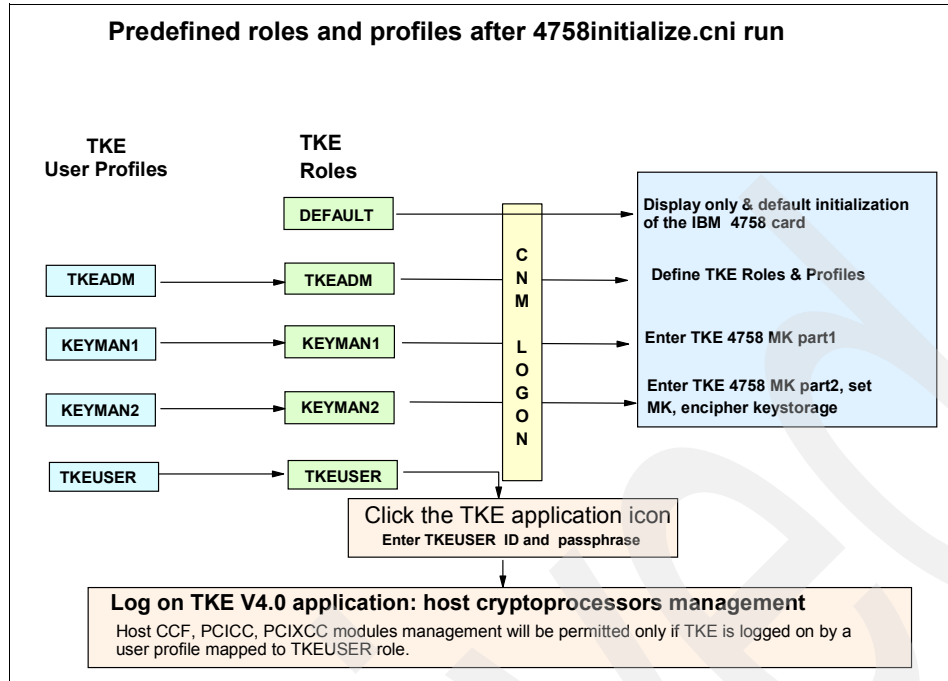 Predefined roles and profiles after 4758initialize.cni run
TKE
User Profiles
TKE
Roles
DEFAULT
Display only & default initialization
of the IBM 4758 card
TKEADM
TKEADM
Define TKE Roles & Profiles
KEYMAN1
KEYMAN1
Enter TKE 4758 MK part1
KEYMAN2
KEYMAN2
Enter TKE 4758 MK part2, set
MK, encipher keystorage
TKEUSER
TKEUSER
CNM LOGON
Click the TKE application icon
Enter TKEUSER ID and passphrase
Log on TKE V4.0 application: host cryptoprocessors management
Host CCF, PCICC, PCIXCC modules management will be permitted only if TKE is logged on by a
user profile mapped to TKEUSER role.